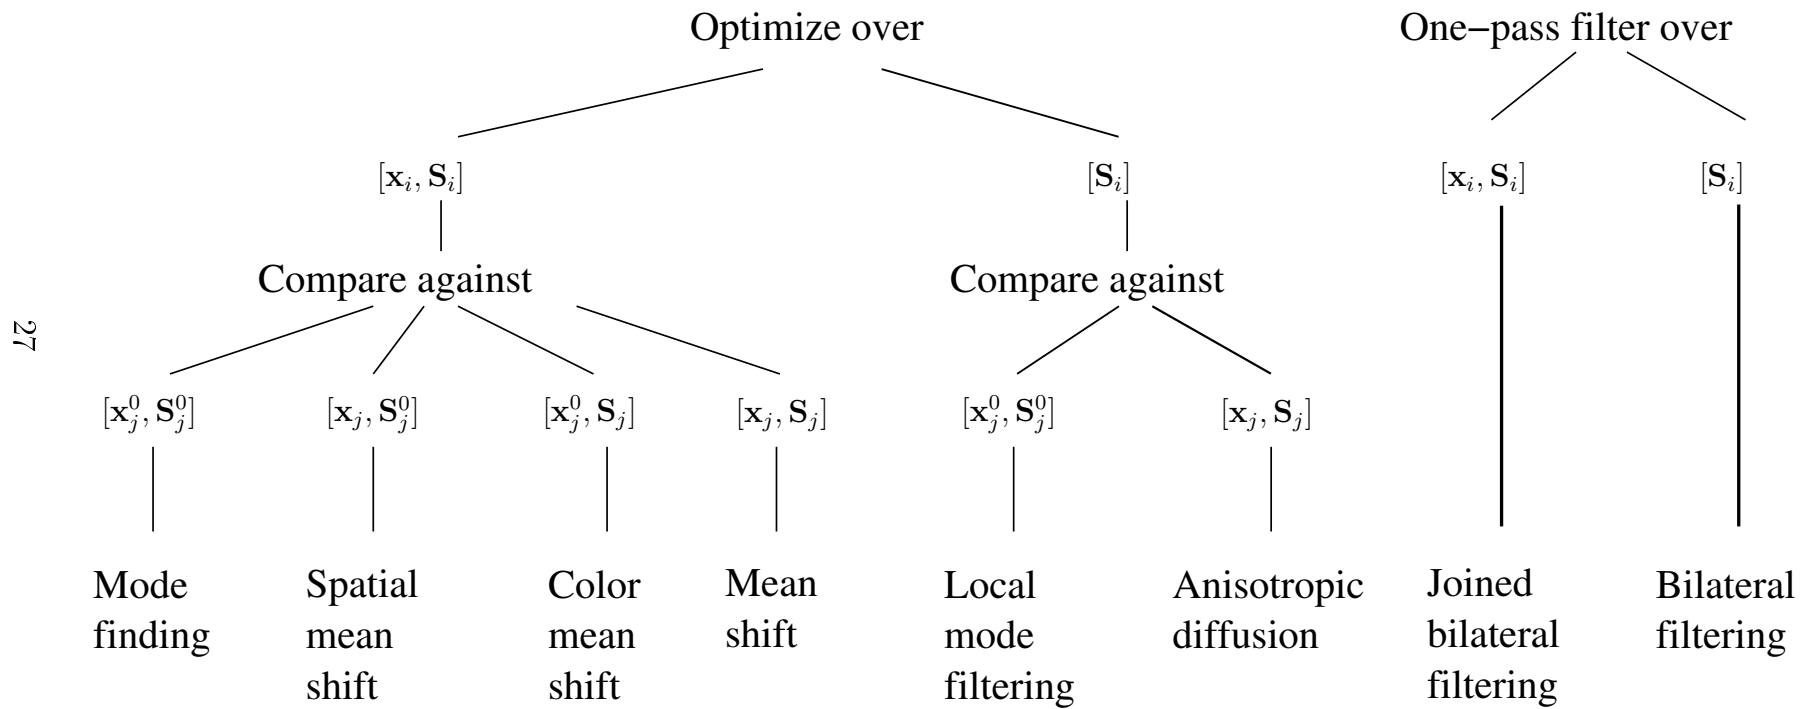 Optimize over
One−pass filter over
[x_i, S_i]
[S_i]
[x_i, S_i]
[S_i]
Compare against
Compare against
[x_j^0, S_j^0]
[x_j, S_j^0]
[x_j^0, S_j]
[x_j, S_j]
[x_j^0, S_j^0]
[x_j, S_j]
Mode
finding
Spatial
mean
shift
Color
mean
shift
Mean
shift
Local
mode
filtering
Anisotropic
diffusion
Joined
bilateral
filtering
Bilateral
filtering
27